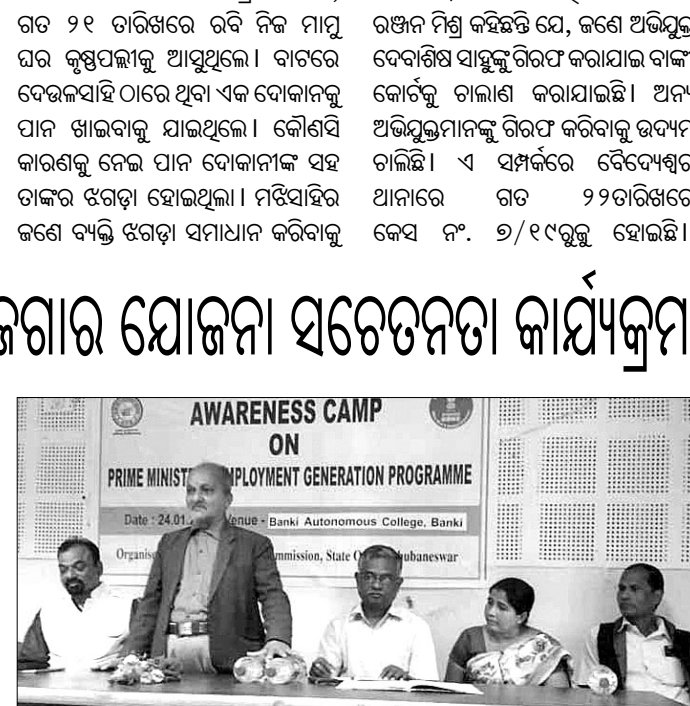 ଗତ ୨୧ ତାରିଖରେ ରବି ନିଜ ମାମୁ
ଘର କୃଷ୍ଣପଲ୍ଲୀକୁ ଆସୁଥିଲେ। ବାଟରେ
ଦେଉଳସାହି ଠାରେ ଥିବା ଏକ ଦୋକାନକୁ
ପାନ ଖାଇବାକୁ ଯାଇଥିଲେ। କୌଣସି
କାରଣକୁ ନେଇ ପାନ ଦୋକାନୀଙ୍କ ସହ
ତାଙ୍କର ଝଗଡ଼ା ହୋଇଥିଲା। ମଝିସାହିର
ଜଣେ ବ୍ୟକ୍ତି ଝଗଡ଼ା ସମାଧାନ କରିବାକୁ
ରଞ୍ଜନ ମିଶ୍ର କହିଛନ୍ତି ଯେ, ଜଣେ ଅଭିଯୁକ୍ତ
ଦେବାଶିଷ ସାହୁଙ୍କୁ ଗିରଫ କରାଯାଇ ବାଙ୍କୀ
କୋର୍ଟକୁ ଚାଲାଣ କରାଯାଇଛି। ଅନ୍ୟ
ଅଭିଯୁକ୍ତମାନଙ୍କୁ ଗିରଫ କରିବାକୁ ଉଦ୍ୟମ
ଚାଲିଛି। ଏ ସମ୍ପର୍କରେ ବୈଦ୍ୟେଶ୍ୱର
ଥାନାରେ ଗତ ୨୨ତାରିଖରେ
କେସ ନଂ. ୭/୧୯ରୁଜୁ ହୋଇଛି।
ଜଗାର ଯୋଜନା ସଚେତନତା କାର୍ଯ୍ୟକ୍ରମ
AWARENESS CAMP
ON
PRIME MINIST MPLOYMENT GENERATION PROGRAMME
Date : 24.01. enue - Banki Autonomous College, Banki
Organis mmission, State O hubaneswar